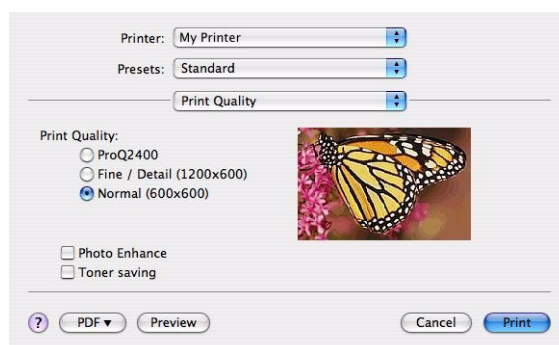 Printer: My Printer
Presets: Standard
Print Quality
Print Quality:
ProQ2400
Fine / Detail (1200x600)
Normal (600x600)
Photo Enhance
Toner saving
? PDF ▼ Preview Cancel Print